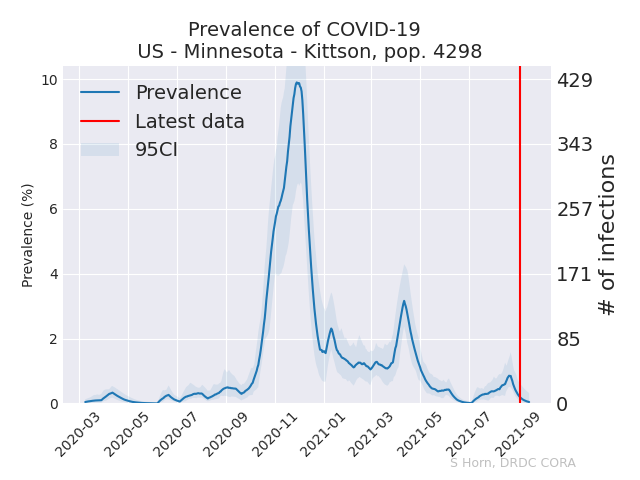 Prevalence of COVID-19
US - Minnesota - Kittson, pop. 4298
Prevalence
Latest data
95CI
Prevalence (%)
10
8
6
4
2
0
429
343
257
171
85
0
# of infections
2020-03
2020-05
2020-07
2020-09
2020-11
2021-01
2021-03
2021-05
2021-07
2021-09
S Horn, DRDC CORA